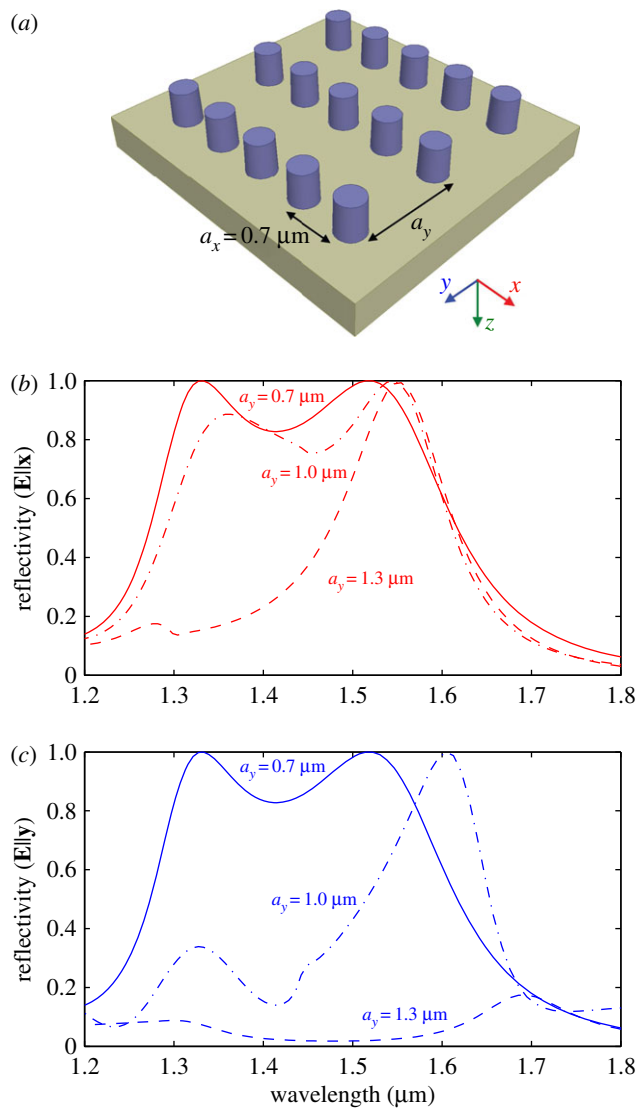 (a)
a_x = 0.7 μm
a_y
y
x
z
(b)
reflectivity (E||x)
1.0
0.8
0.6
0.4
0.2
0
a_y = 0.7 μm
a_y = 1.0 μm
a_y = 1.3 μm
1.2 1.3 1.4 1.5 1.6 1.7 1.8
(c)
reflectivity (E||y)
1.0
0.8
0.6
0.4
0.2
0
a_y = 0.7 μm
a_y = 1.0 μm
a_y = 1.3 μm
1.2 1.3 1.4 1.5 1.6 1.7 1.8
wavelength (μm)